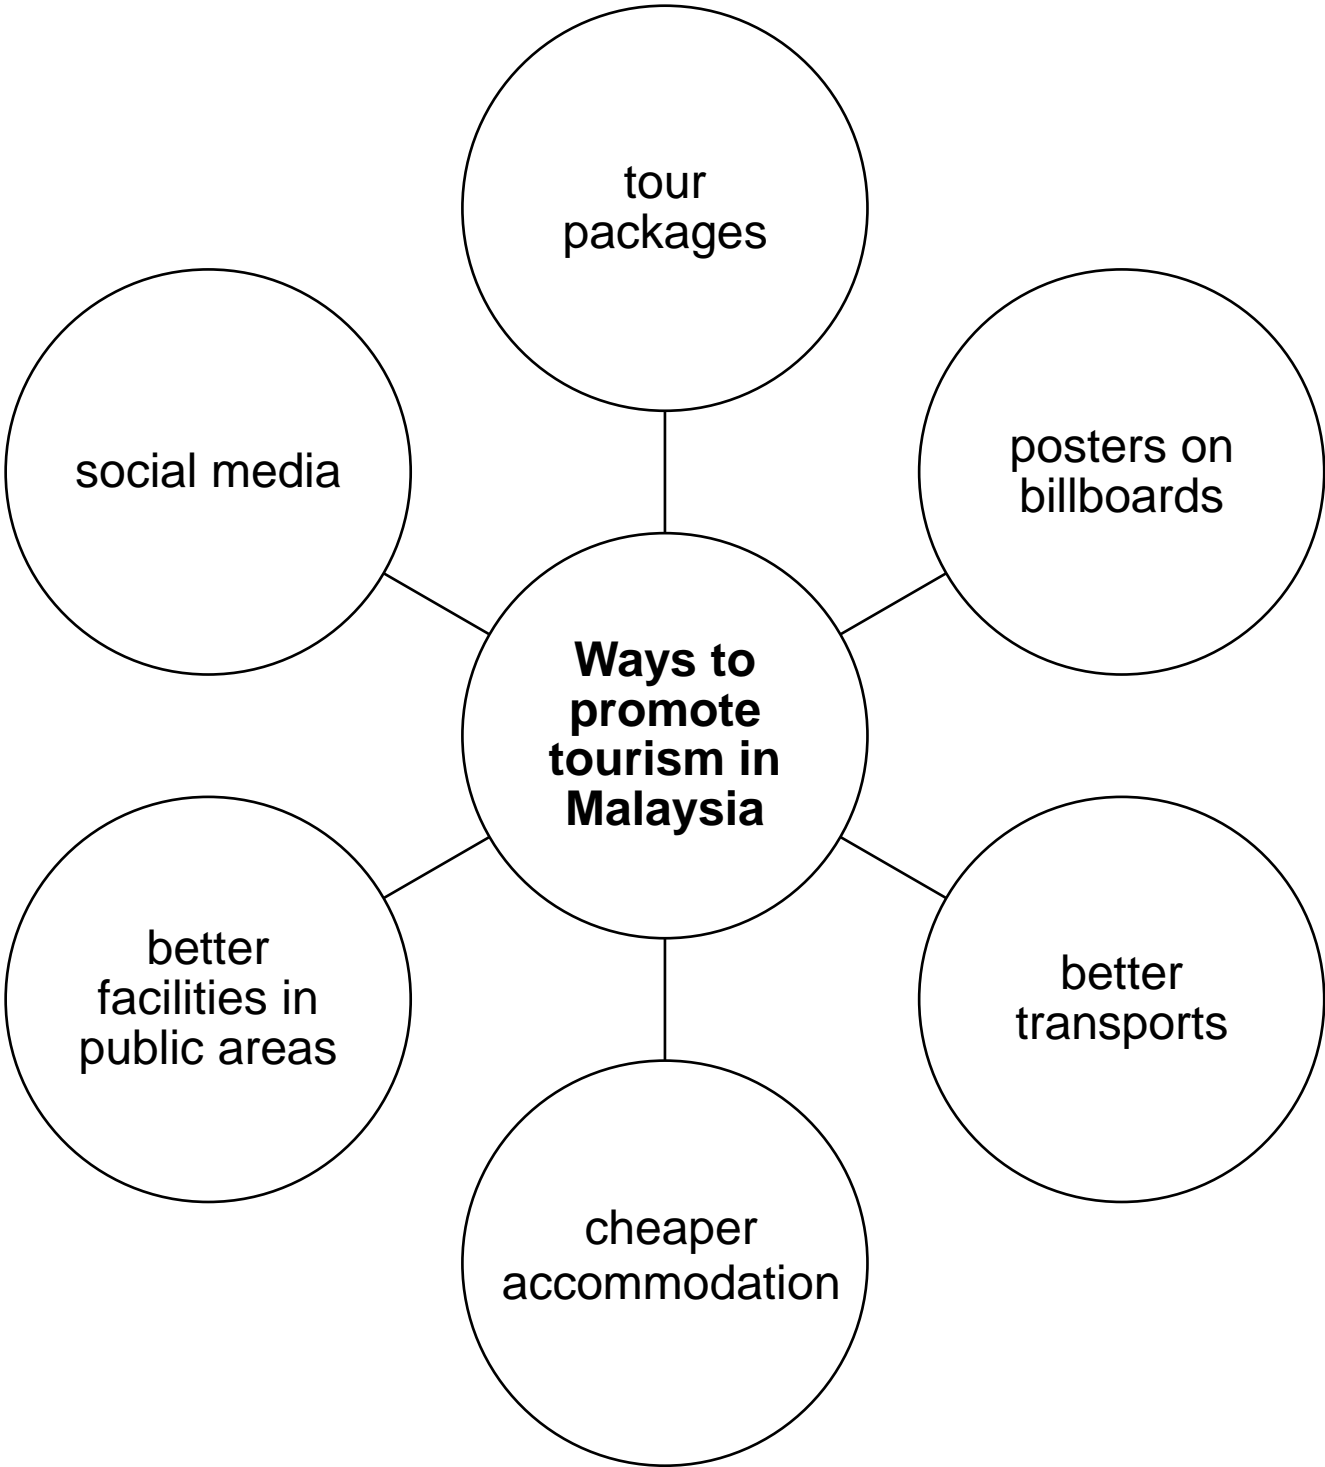 tour
packages
social media
posters on
billboards
Ways to
promote
tourism in
Malaysia
better
facilities in
public areas
better
transports
cheaper
accommodation